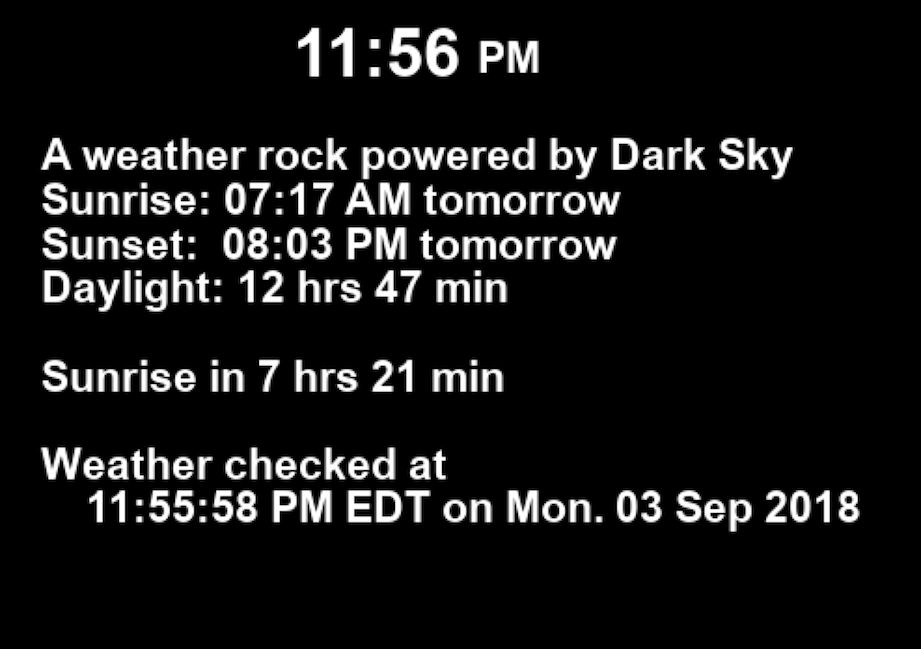 11:56 PM
A weather rock powered by Dark Sky
Sunrise: 07:17 AM tomorrow
Sunset:  08:03 PM tomorrow
Daylight: 12 hrs 47 min
Sunrise in 7 hrs 21 min
Weather checked at
11:55:58 PM EDT on Mon. 03 Sep 2018